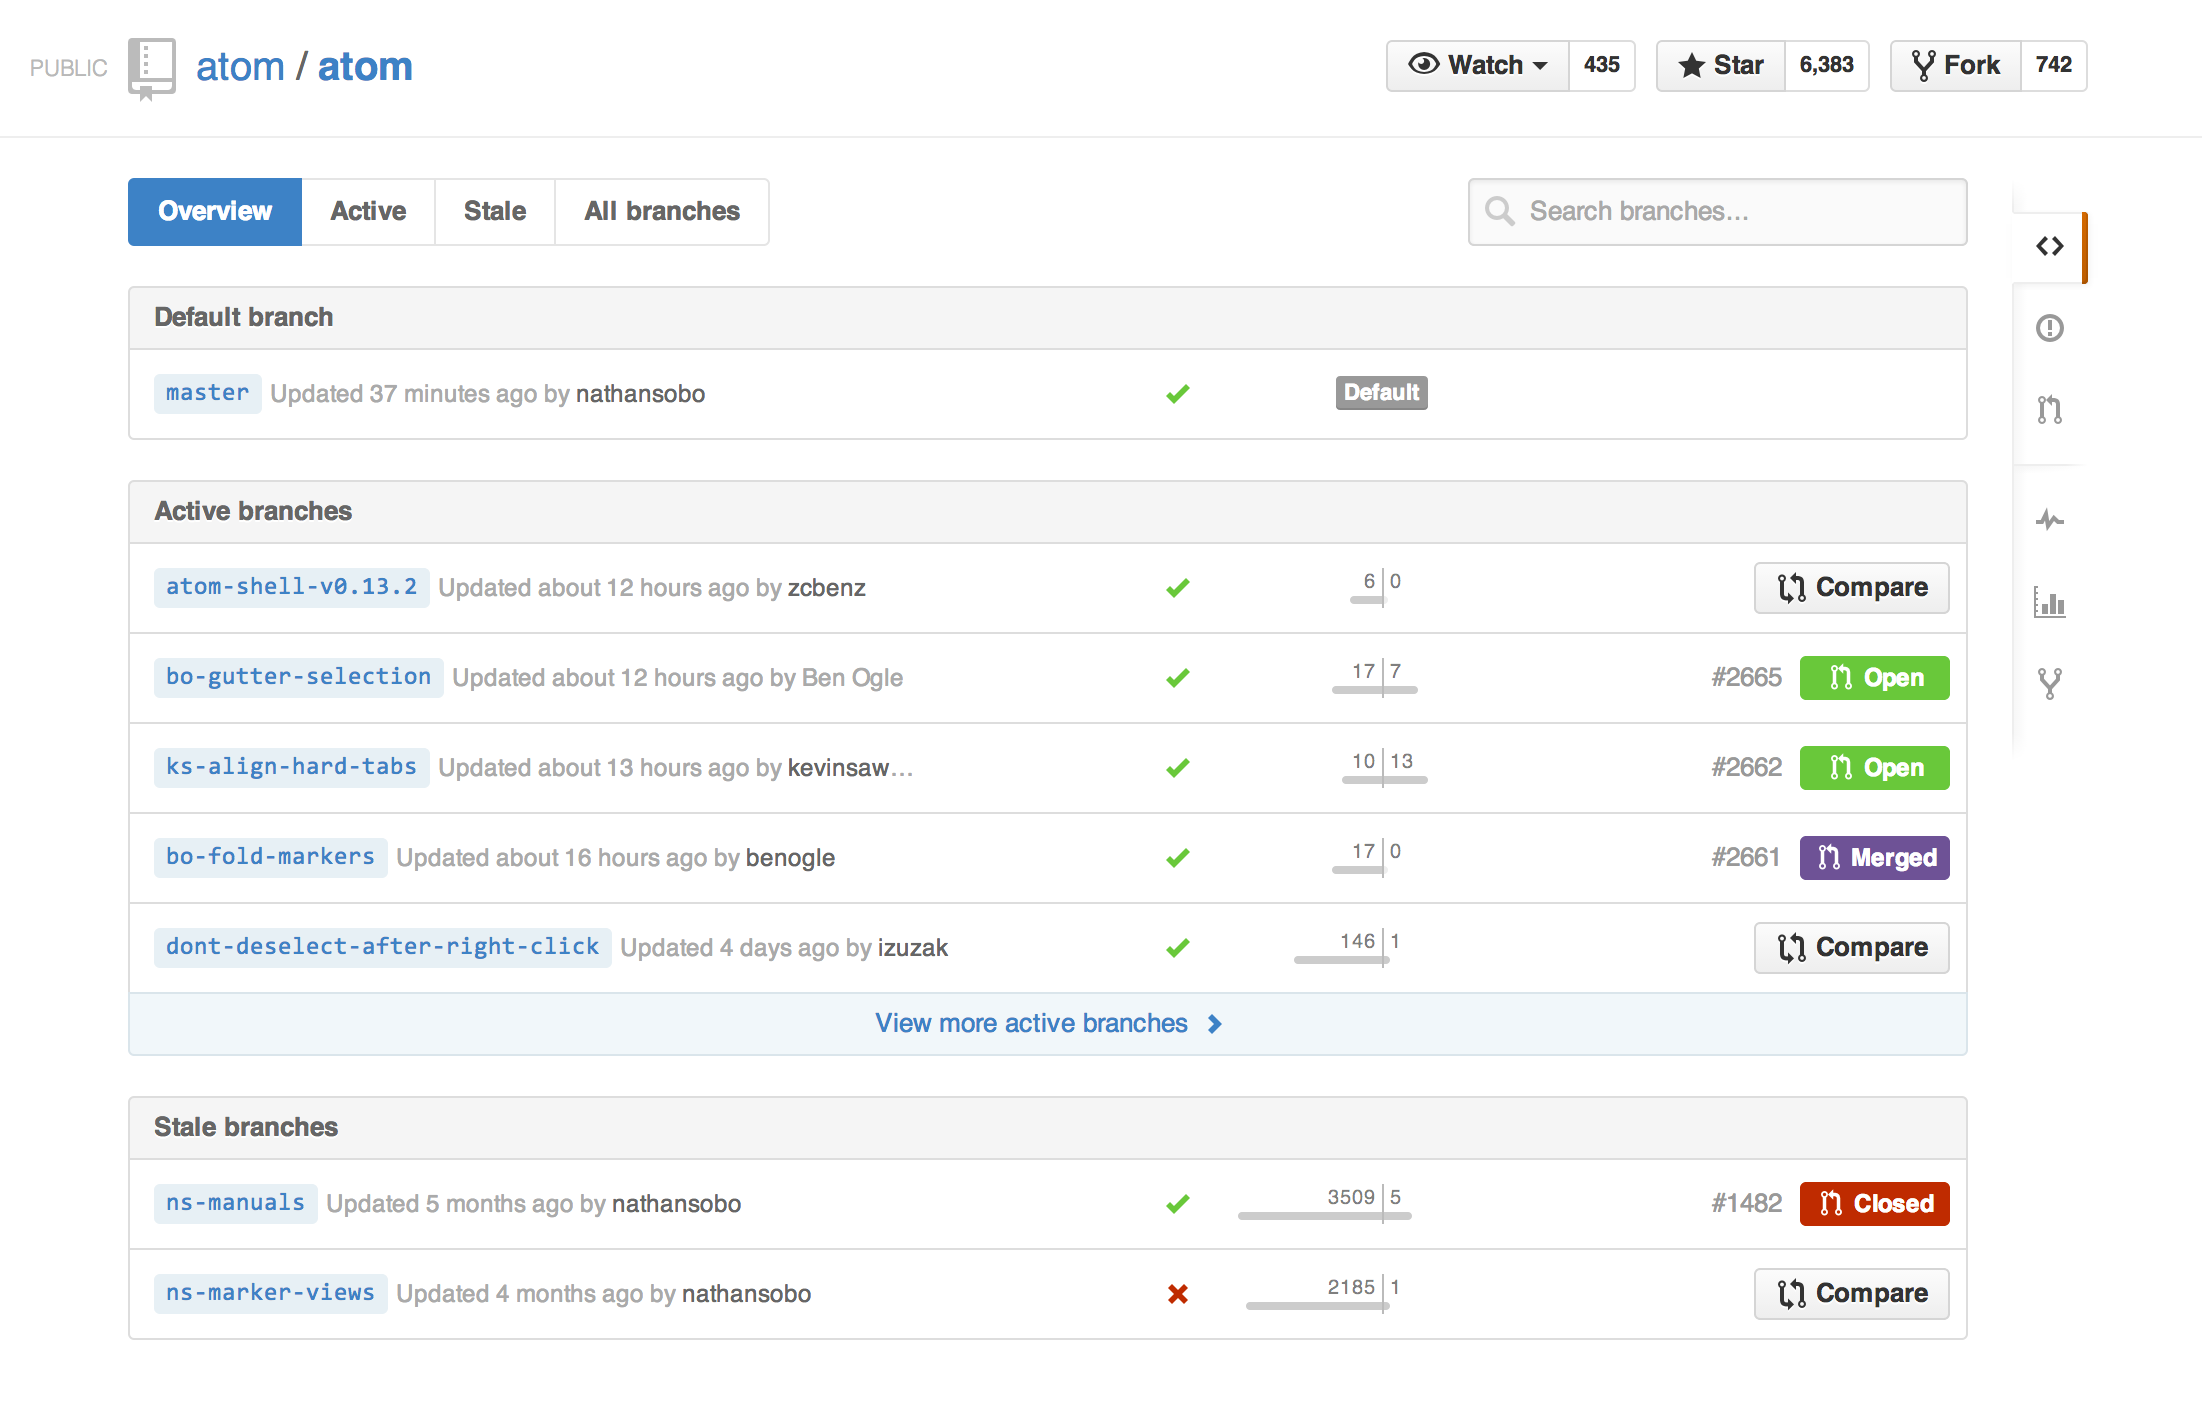 PUBLIC atom / atom Watch 435 Star 6,383 Fork 742
Overview Active Stale All branches Search branches…
Default branch
master Updated 37 minutes ago by nathansobo Default
Active branches
atom-shell-v0.13.2 Updated about 12 hours ago by zcbenz 6 0 Compare
bo-gutter-selection Updated about 12 hours ago by Ben Ogle 17 7 #2665 Open
ks-align-hard-tabs Updated about 13 hours ago by kevinsaw… 10 13 #2662 Open
bo-fold-markers Updated about 16 hours ago by benogle 17 0 #2661 Merged
dont-deselect-after-right-click Updated 4 days ago by izuzak 146 1 Compare
View more active branches
Stale branches
ns-manuals Updated 5 months ago by nathansobo 3509 5 #1482 Closed
ns-marker-views Updated 4 months ago by nathansobo 2185 1 Compare